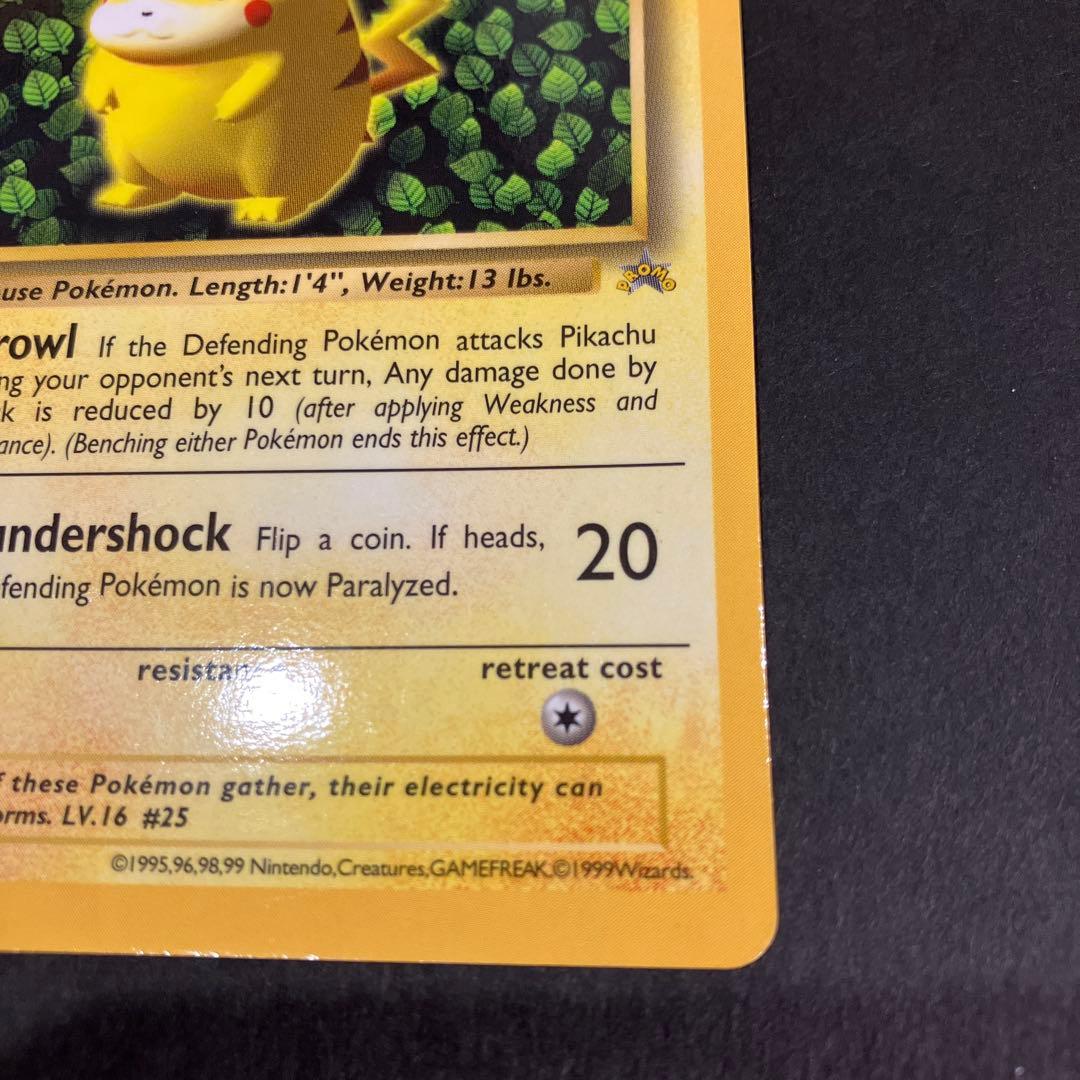 use Pokémon. Length:1'4", Weight:13 lbs.
PROMO
rowl If the Defending Pokémon attacks Pikachu
ng your opponent's next turn, Any damage done by
k is reduced by 10 (after applying Weakness and
ance). (Benching either Pokémon ends this effect.)
undershock Flip a coin. If heads,
fending Pokémon is now Paralyzed.
20
resistan
retreat cost
f these Pokémon gather, their electricity can
orms. LV.16 #25
©1995,96,98,99 Nintendo,Creatures,GAMEFREAK.©1999Wizards.